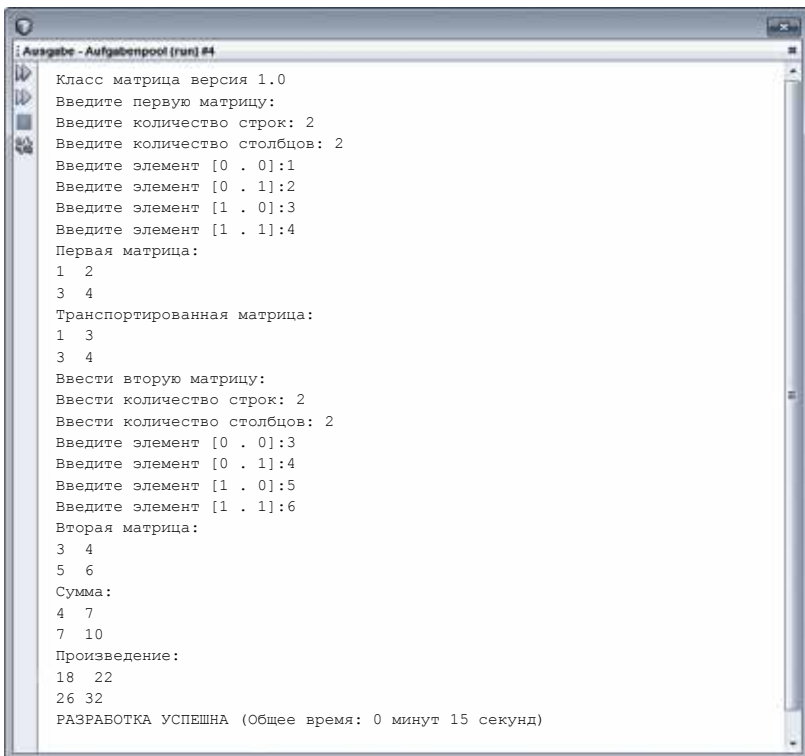 Ausgabe - Aufgabenpool (run) #4
Класс матрица версия 1.0
Введите первую матрицу:
Введите количество строк: 2
Введите количество столбцов: 2
Введите элемент [0 . 0]:1
Введите элемент [0 . 1]:2
Введите элемент [1 . 0]:3
Введите элемент [1 . 1]:4
Первая матрица:
1 2
3 4
Транспортированная матрица:
1 3
3 4
Ввести вторую матрицу:
Ввести количество строк: 2
Ввести количество столбцов: 2
Введите элемент [0 . 0]:3
Введите элемент [0 . 1]:4
Введите элемент [1 . 0]:5
Введите элемент [1 . 1]:6
Вторая матрица:
3 4
5 6
Сумма:
4 7
7 10
Произведение:
18 22
26 32
РАЗРАБОТКА УСПЕШНА (Общее время: 0 минут 15 секунд)